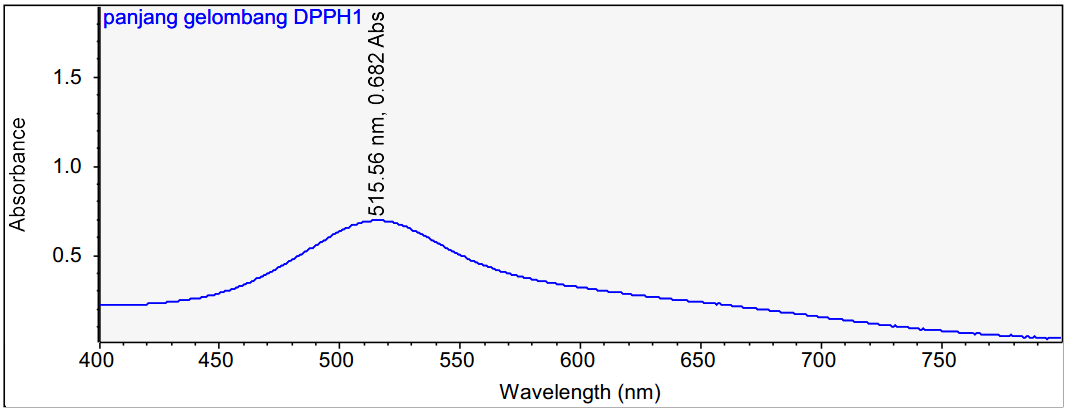 panjang gelombang DPPH1
515.56 nm, 0.682 Abs
Absorbance
1.5
1.0
0.5
400 450 500 550 600 650 700 750
Wavelength (nm)